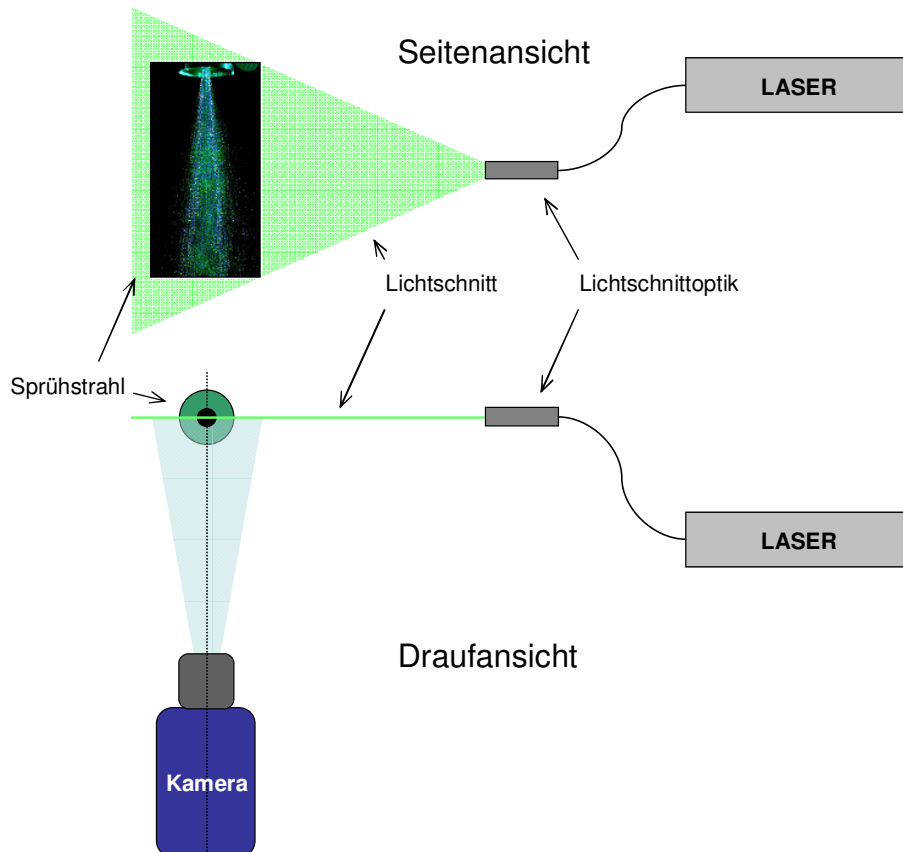 Seitenansicht
LASER
Lichtschnitt
Lichtschnittoptik
Sprühstrahl
LASER
Draufansicht
Kamera